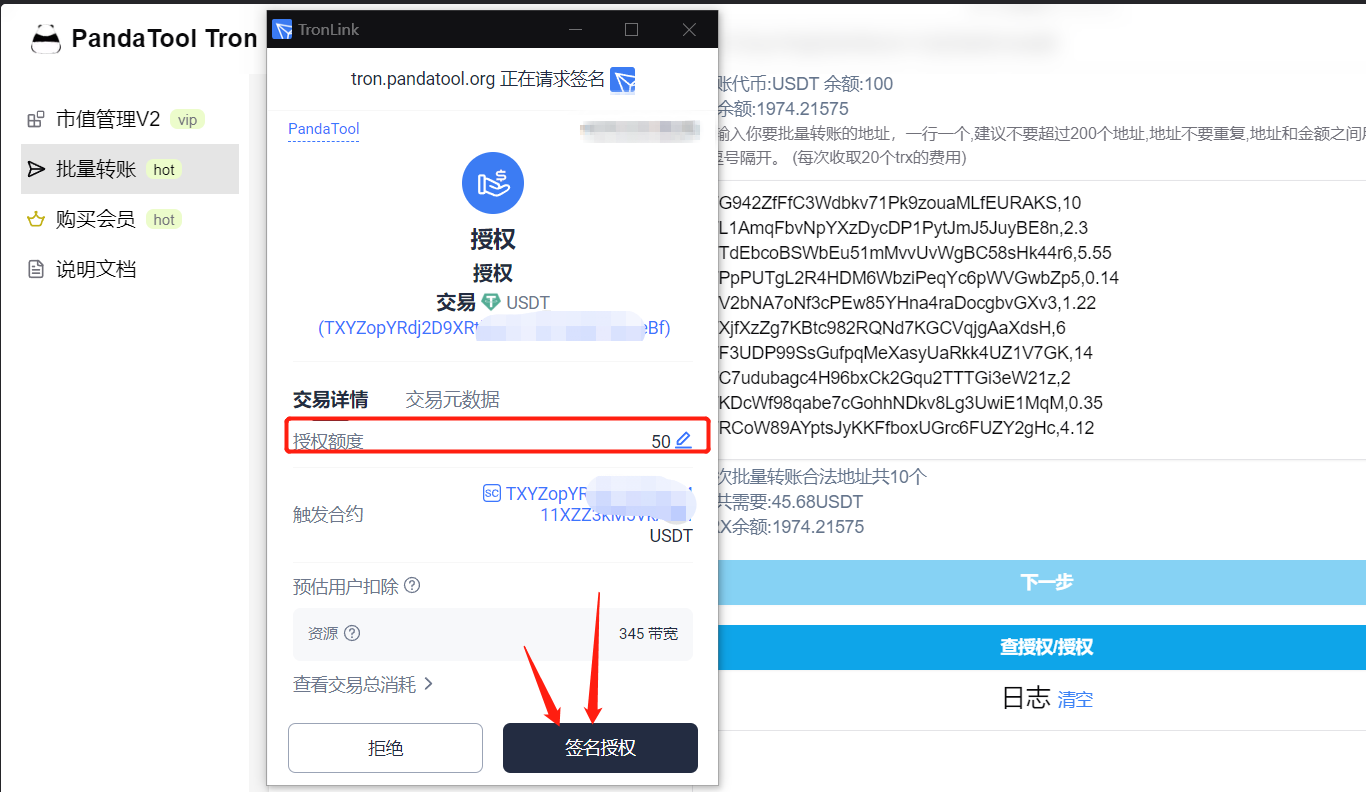 PandaTool Tron
市值管理V2 vip
批量转账 hot
购买会员 hot
说明文档
TronLink
tron.pandatool.org 正在请求签名
PandaTool
授权
授权
交易 USDT
(TXYZopYRdj2D9XRt eBf)
交易详情 交易元数据
授权额度 50
触发合约
SC TXYZopYR
11XZZ3kM5V
USDT
预估用户扣除 ?
资源 ? 345 带宽
查看交易总消耗 >
拒绝 签名授权
账代币:USDT 余额:100
余额:1974.21575
输入你要批量转账的地址，一行一个,建议不要超过200个地址,地址不要重复,地址和金额之间用
逗号隔开。 (每次收取20个trx的费用)
G942ZfFfC3Wdbkv71Pk9zouaMLfEURAKS,10
L1AmqFbvNpYXzDycDP1PytJmJ5JuyBE8n,2.3
TdEbcoBSWbEu51mMvvUvWgBC58sHk44r6,5.55
PpPUTgL2R4HDM6WbziPeqYc6pWVGwbZp5,0.14
V2bNA7oNf3cPEw85YHna4raDocgbvGXv3,1.22
XjfXzZg7KBtc982RQNd7KGCVqjgAaXdsH,6
F3UDP99SsGufpqMeXasyUaRkk4UZ1V7GK,14
C7udubagc4H96bxCk2Gqu2TTTGi3eW21z,2
KDcWf98qabe7cGohhNDkv8Lg3UwiE1MqM,0.35
RCoW89AYptsJyKKFfboxUGrc6FUZY2gHc,4.12
次批量转账合法地址共10个
共需要:45.68USDT
X余额:1974.21575
下一步
查授权/授权
日志 清空